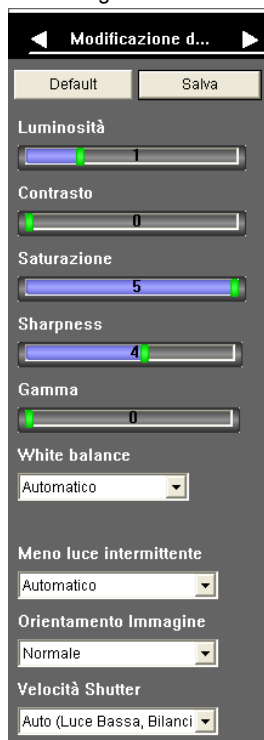 Modificazione d...
Default Salva
Luminosità
1
Contrasto
0
Saturazione
5
Sharpness
4
Gamma
0
White balance
Automatico
Meno luce intermittente
Automatico
Orientamento Immagine
Normale
Velocità Shutter
Auto (Luce Bassa, Bilanci